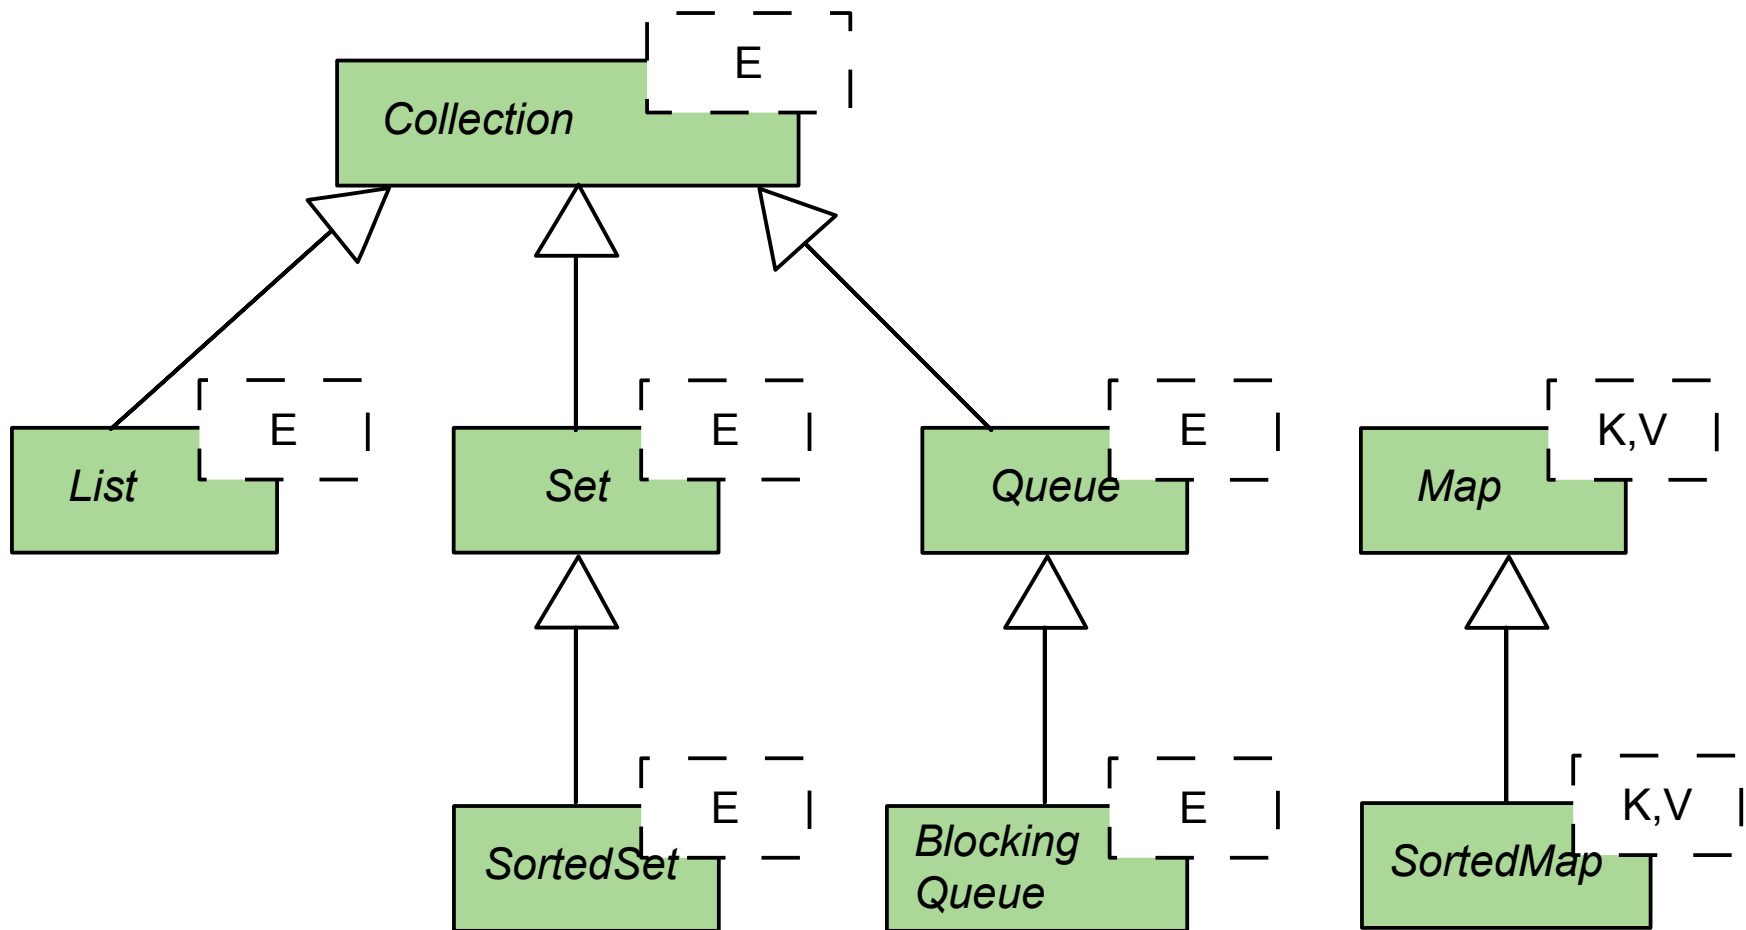 E
Collection
E
List
E
Set
E
Queue
K,V
Map
E
SortedSet
E
Blocking
Queue
K,V
SortedMap